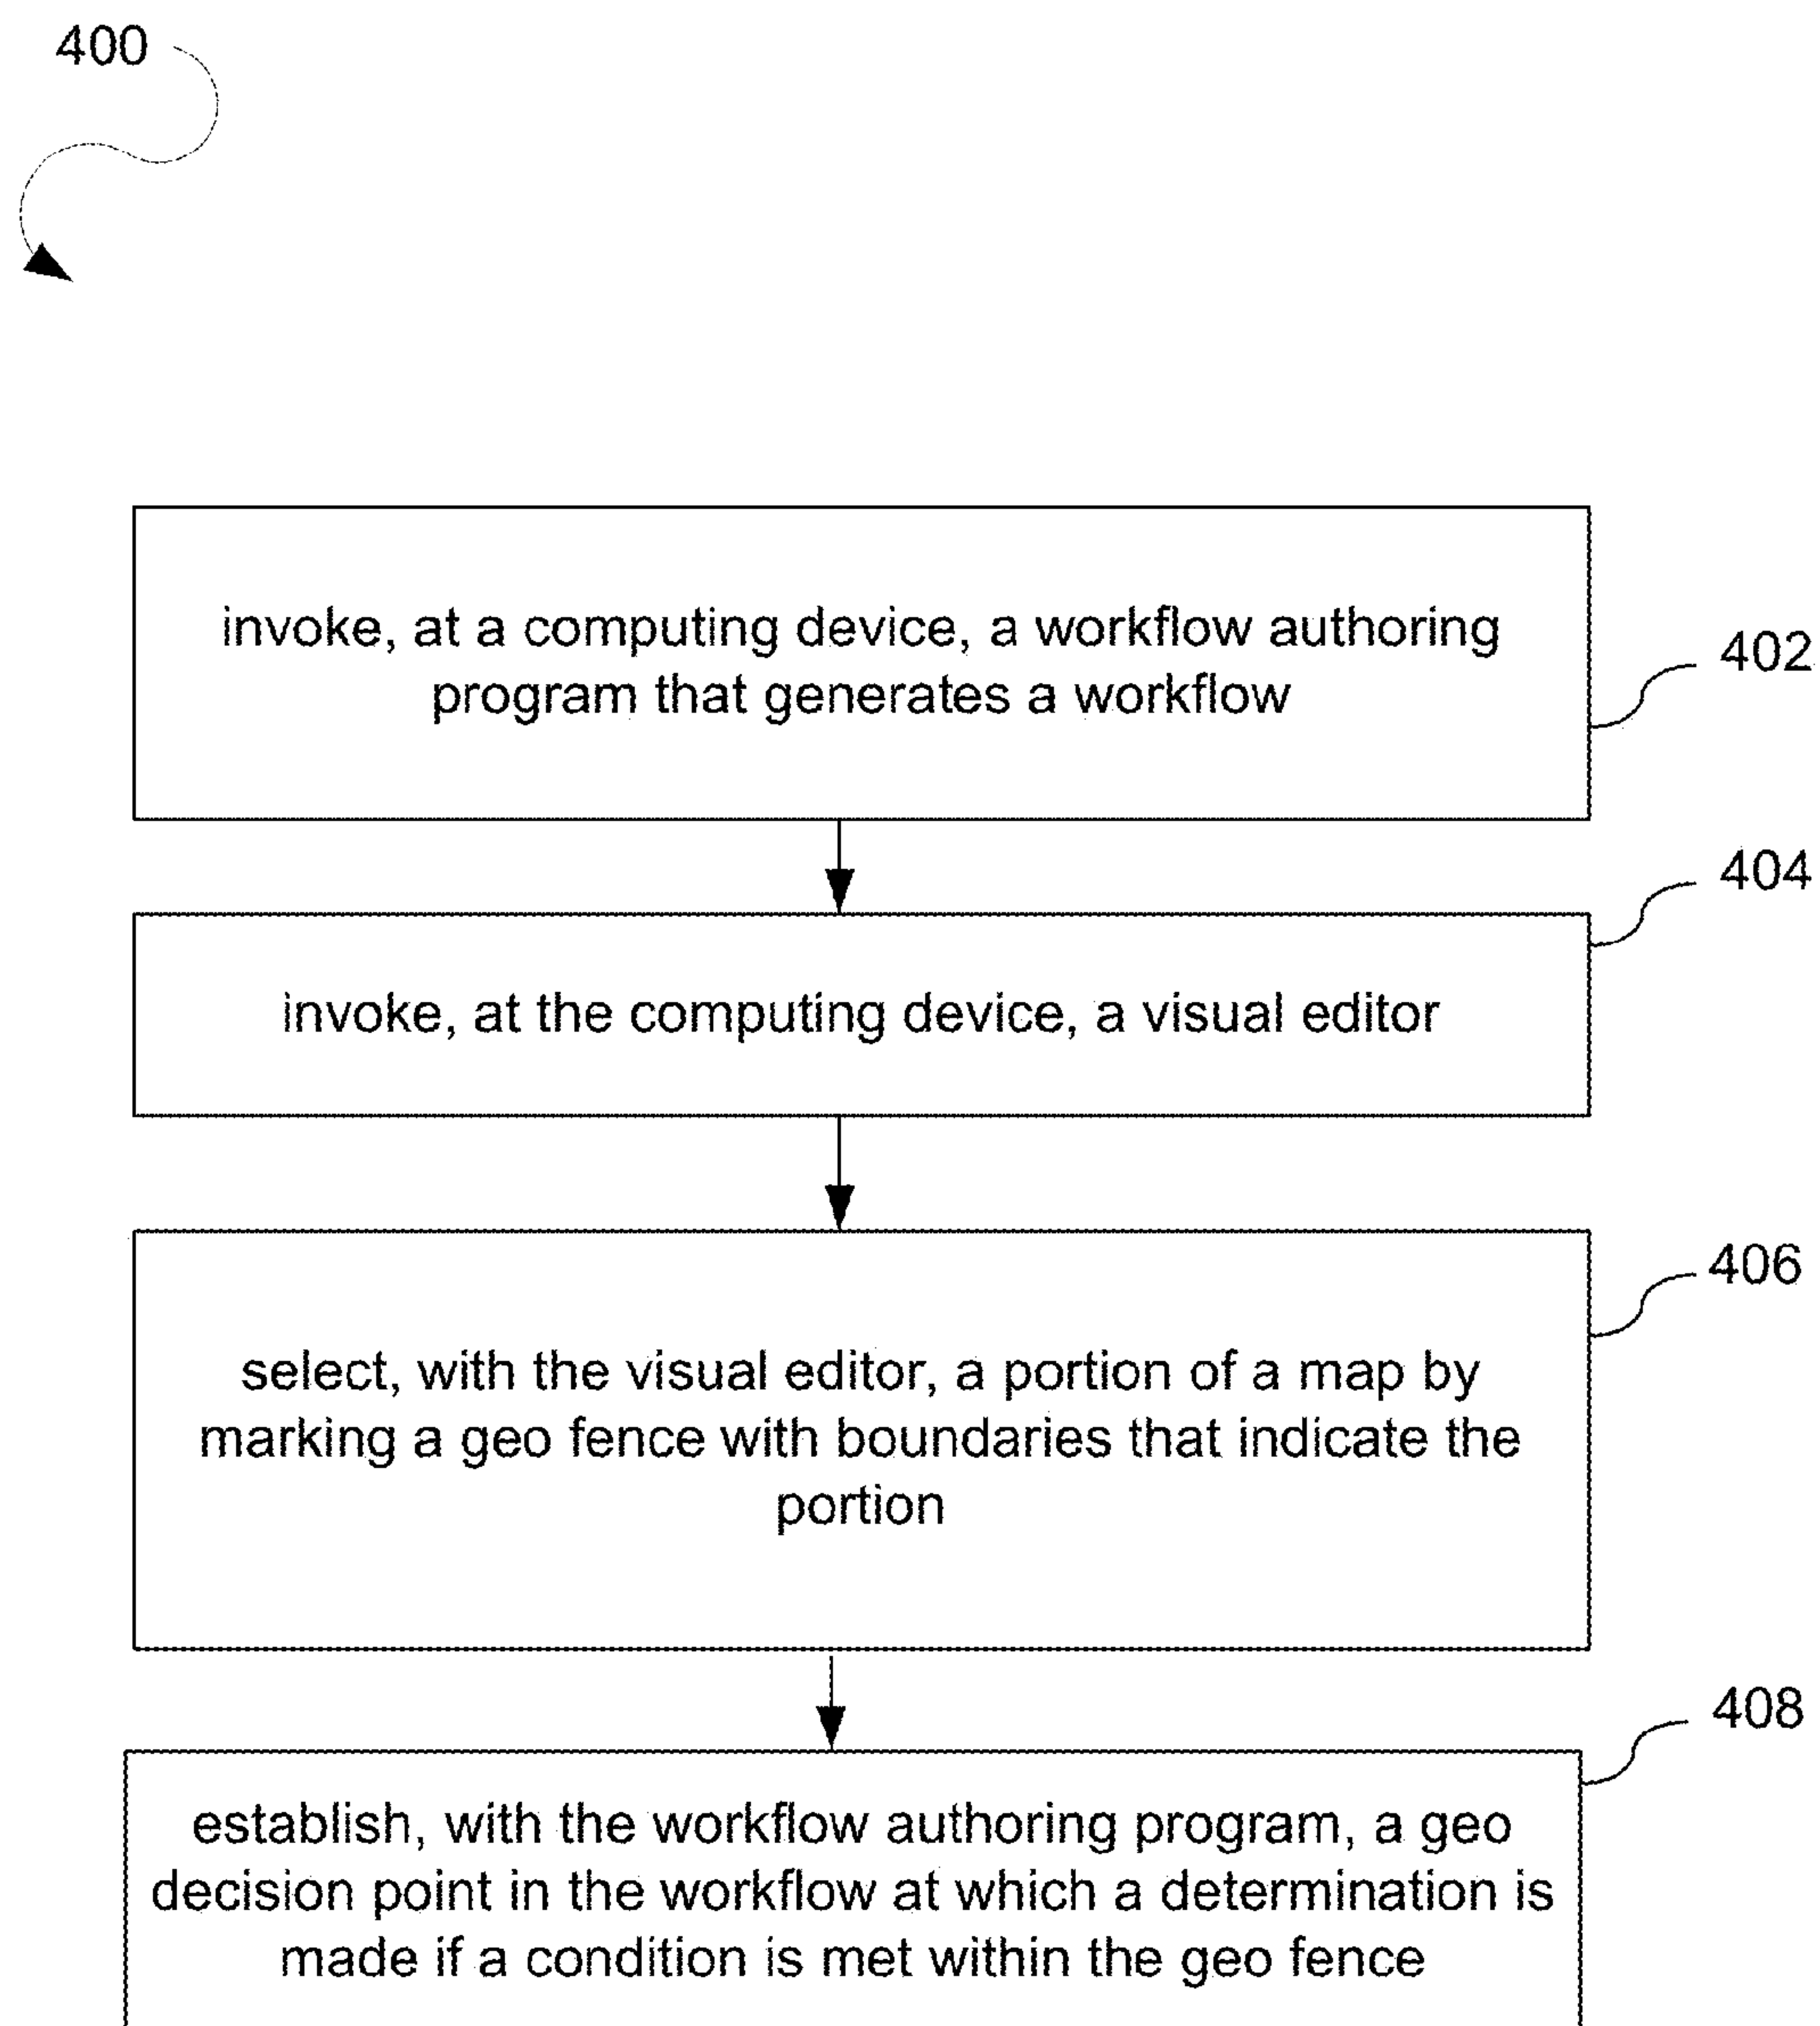 400
invoke, at a computing device, a workflow authoring
program that generates a workflow
402
404
invoke, at the computing device, a visual editor
406
select, with the visual editor, a portion of a map by
marking a geo fence with boundaries that indicate the
portion
408
establish, with the workflow authoring program, a geo
decision point in the workflow at which a determination is
made if a condition is met within the geo fence